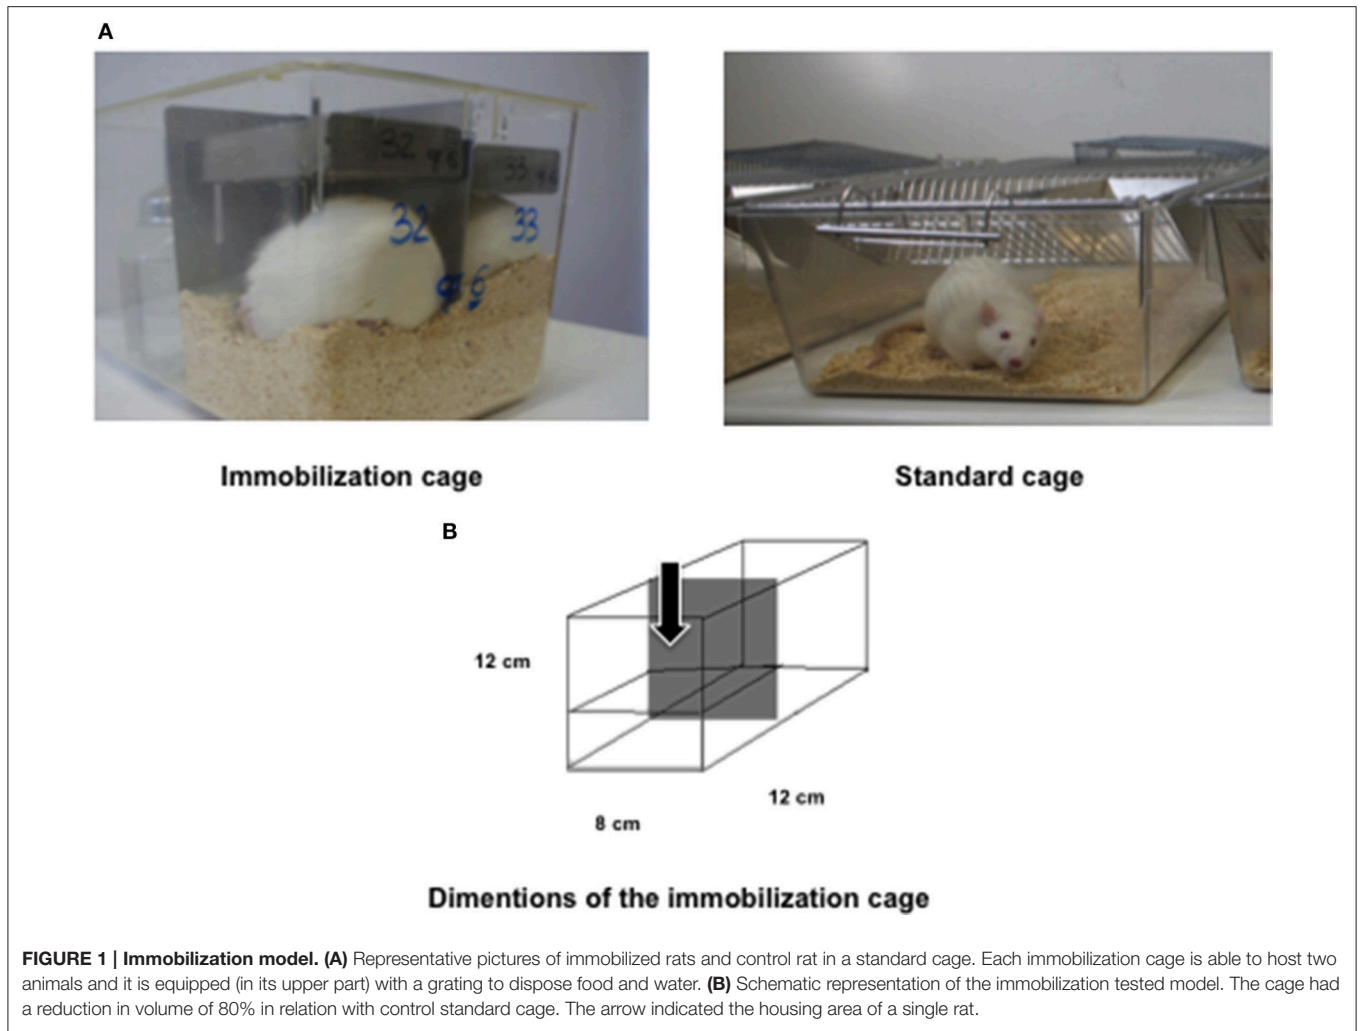 A
32
98
33
98
32
33
Immobilization cage
Standard cage
B
12 cm
12 cm
8 cm
Dimentions of the immobilization cage
FIGURE 1 | Immobilization model. (A) Representative pictures of immobilized rats and control rat in a standard cage. Each immobilization cage is able to host two
animals and it is equipped (in its upper part) with a grating to dispose food and water. (B) Schematic representation of the immobilization tested model. The cage had
a reduction in volume of 80% in relation with control standard cage. The arrow indicated the housing area of a single rat.